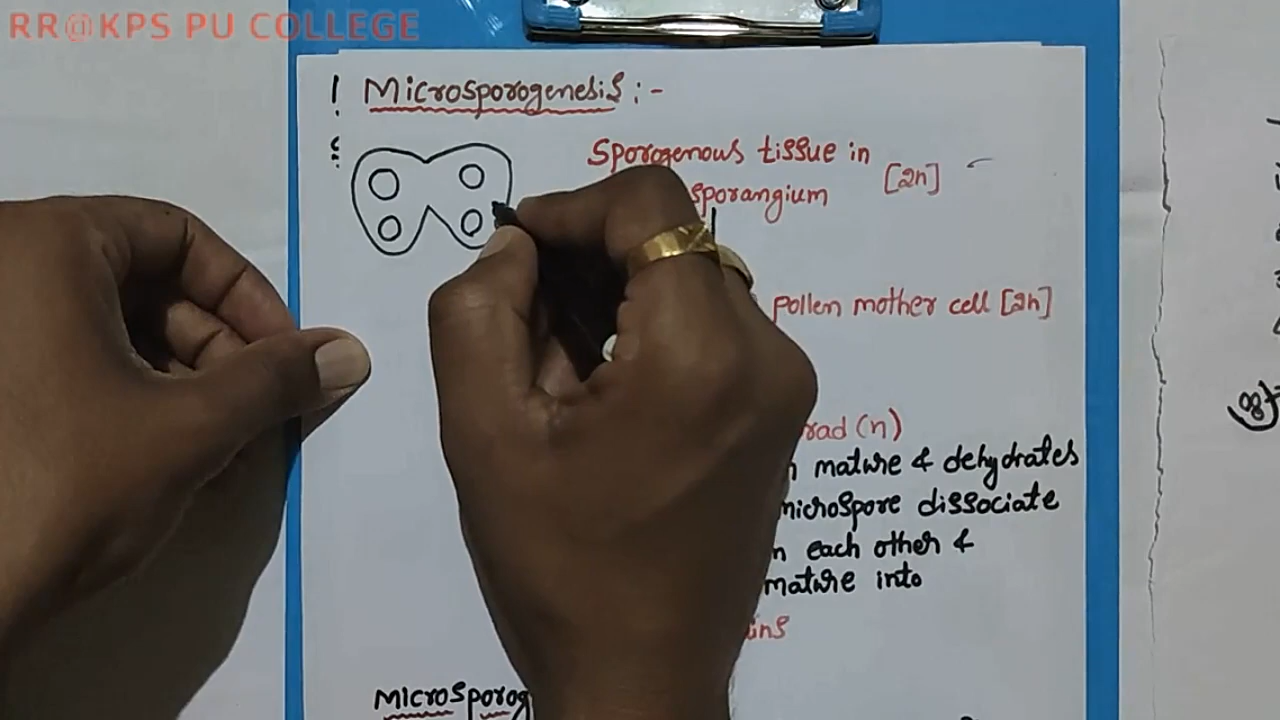 RR@KPS PU COLLEGE
Microsporogenesis :-
Sporogenous tissue in
sporangium [2n]
pollen mother cell [2n]
rad (n)
n mature & dehydrates
microspore dissociate
n each other &
mature into
ins
Microsporog